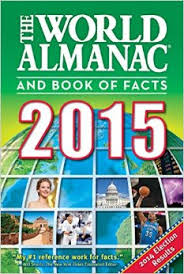 THE WORLD
ALMANAC®
AND BOOK OF FACTS
2015
2014 Election
Results
"My #1 reference work for facts."